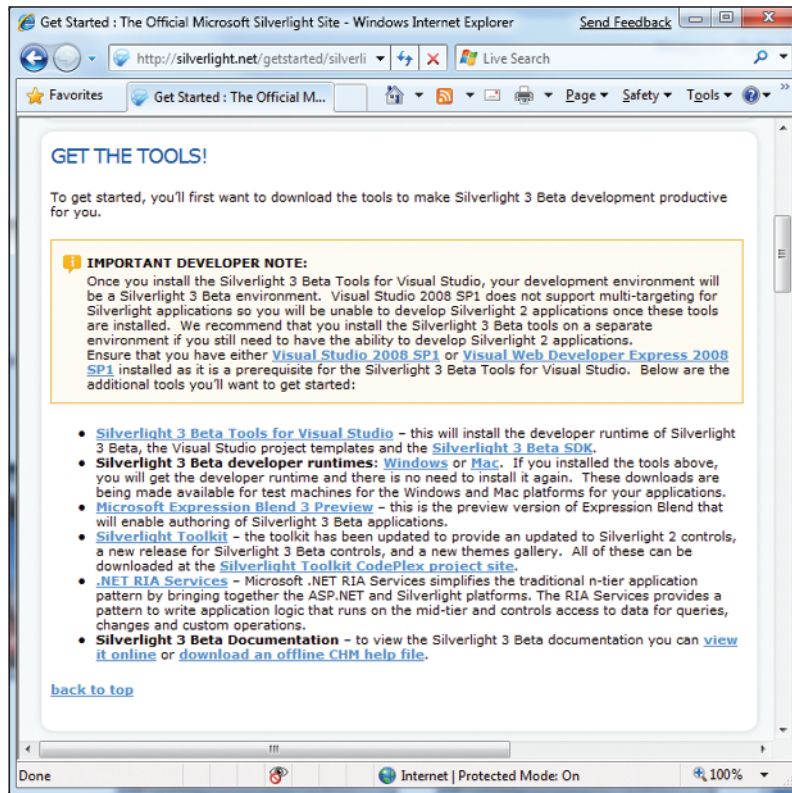 Get Started : The Official Microsoft Silverlight Site - Windows Internet Explorer
Send Feedback
http://silverlight.net/getstarted/silverli
Live Search
Favorites
Get Started : The Official M...
Page
Safety
Tools
GET THE TOOLS!
To get started, you'll first want to download the tools to make Silverlight 3 Beta development productive
for you.
IMPORTANT DEVELOPER NOTE:
Once you install the Silverlight 3 Beta Tools for Visual Studio, your development environment will
be a Silverlight 3 Beta environment. Visual Studio 2008 SP1 does not support multi-targeting for
Silverlight applications so you will be unable to develop Silverlight 2 applications once these tools
are installed. We recommend that you install the Silverlight 3 Beta tools on a separate
environment if you still need to have the ability to develop Silverlight 2 applications.
Ensure that you have either Visual Studio 2008 SP1 or Visual Web Developer Express 2008
SP1 installed as it is a prerequisite for the Silverlight 3 Beta Tools for Visual Studio. Below are the
additional tools you'll want to get started:
• Silverlight 3 Beta Tools for Visual Studio – this will install the developer runtime of Silverlight
3 Beta, the Visual Studio project templates and the Silverlight 3 Beta SDK.
• Silverlight 3 Beta developer runtimes: Windows or Mac. If you installed the tools above,
you will get the developer runtime and there is no need to install it again. These downloads are
being made available for test machines for the Windows and Mac platforms for your applications.
• Microsoft Expression Blend 3 Preview – this is the preview version of Expression Blend that
will enable authoring of Silverlight 3 Beta applications.
• Silverlight Toolkit – the toolkit has been updated to provide an updated to Silverlight 2 controls,
a new release for Silverlight 3 Beta controls, and a new themes gallery. All of these can be
downloaded at the Silverlight Toolkit CodePlex project site.
• .NET RIA Services – Microsoft .NET RIA Services simplifies the traditional n-tier application
pattern by bringing together the ASP.NET and Silverlight platforms. The RIA Services provides a
pattern to write application logic that runs on the mid-tier and controls access to data for queries,
changes and custom operations.
• Silverlight 3 Beta Documentation – to view the Silverlight 3 Beta documentation you can view
it online or download an offline CHM help file.
back to top
Done
Internet | Protected Mode: On
100%